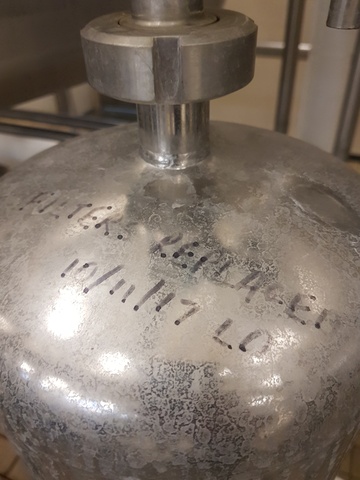 FILTERS REPLACED
10/11/17 LO